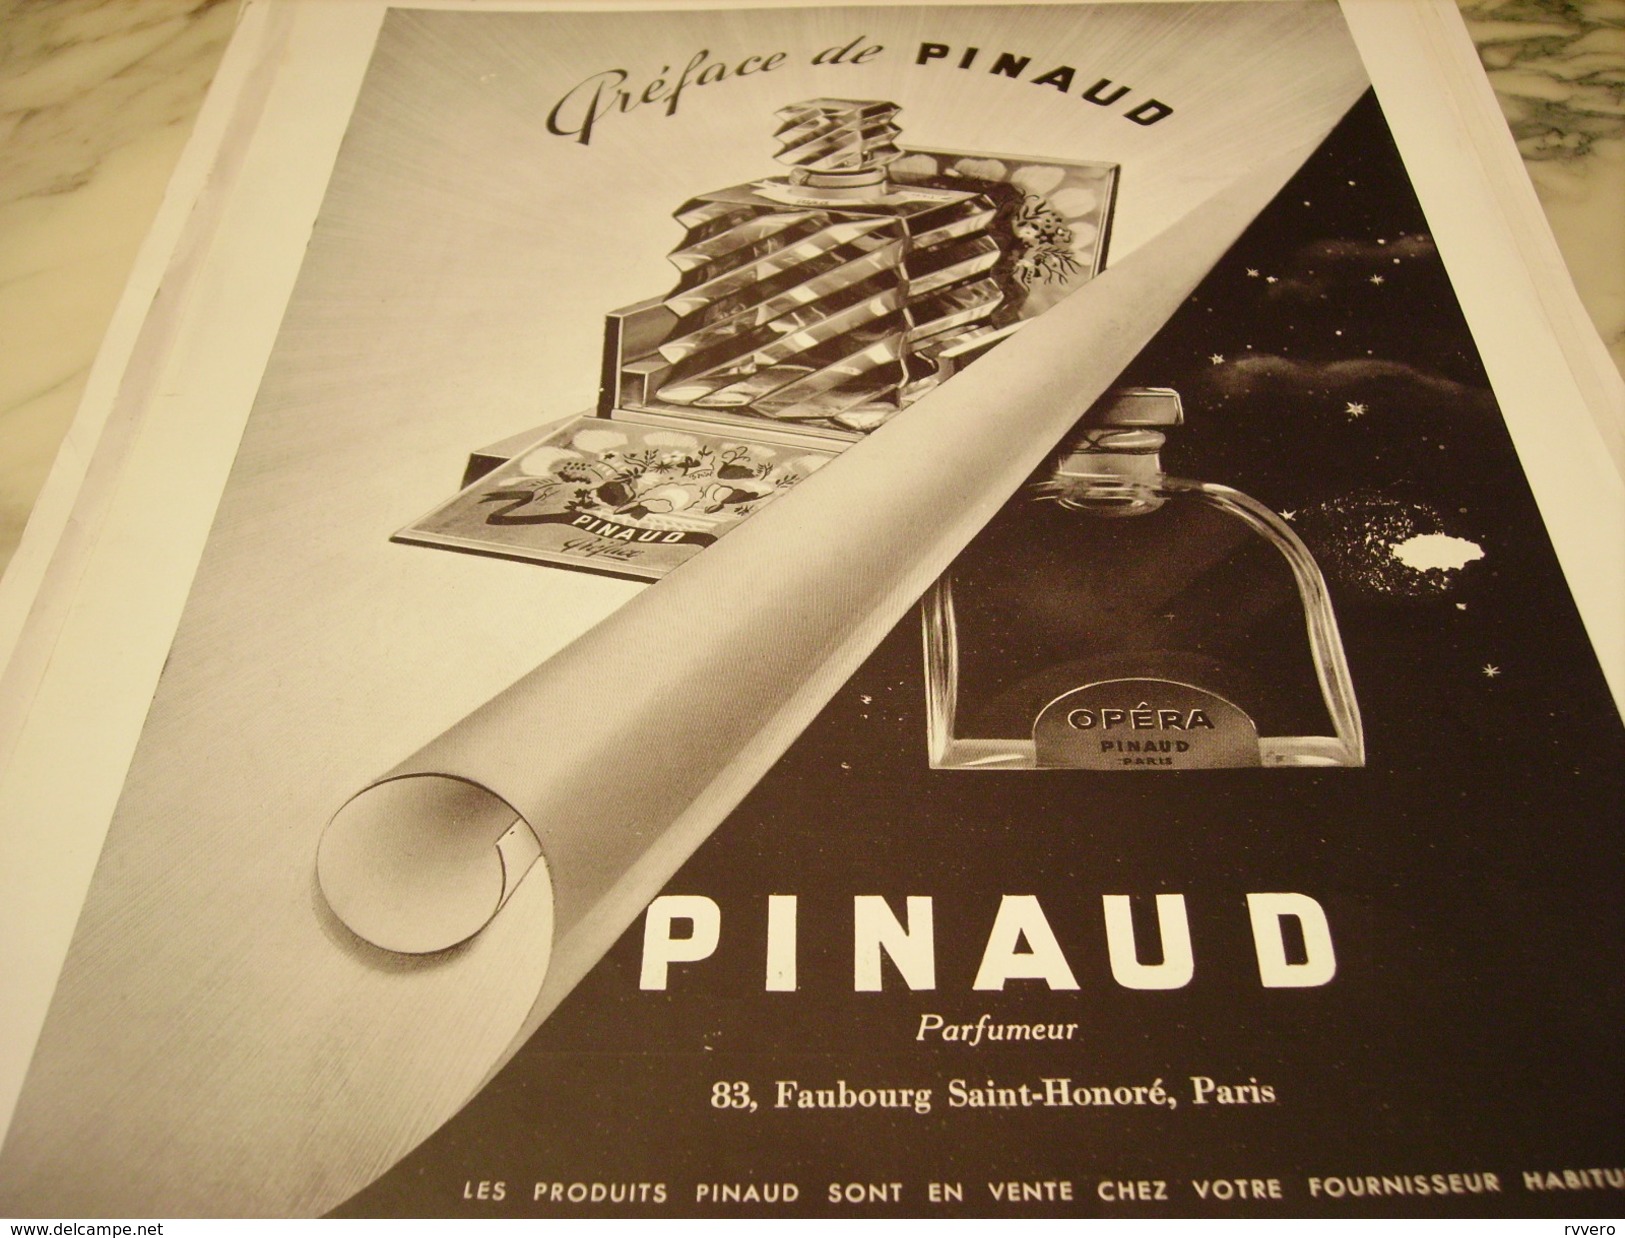 Préface de PINAUD
PINAUD
Préface
OPÉRA
PINAUD
PARIS
PINAUD
Parfumeur
83, Faubourg Saint-Honoré, Paris
LES PRODUITS PINAUD SONT EN VENTE CHEZ VOTRE FOURNISSEUR HABITU
www.delcampe.net
rvvero